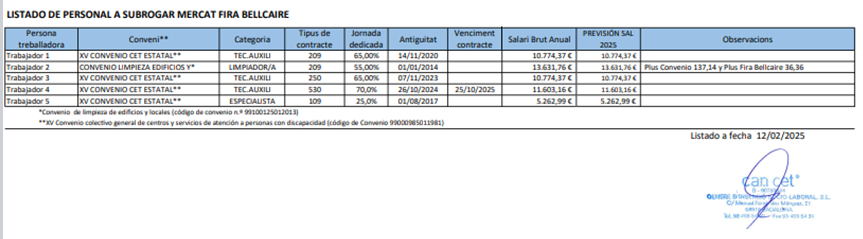 LISTADO DE PERSONAL A SUBROGAR MERCAT FIRA BELLCAIRE
Persona treballadora Conveni** Categoria Tipus de contracte Jornada dedicada Antiguitat Venciment contracte Salari Brut Anual PREVISIÓN SAL 2025 Observacions
Trabajador 1 XV CONVENIO CET ESTATAL** TEC.AUXILI 209 65,00% 14/11/2020 10.774,37 € 10.774,37 €
Trabajador 2 CONVENIO LIMPIEZA EDIFICIOS Y* LIMPIADOR/A 209 55,00% 01/01/2014 13.631,76 € 13.631,76 € Plus Convenio 137,14 y Plus Fira Bellcaire 36,36
Trabajador 3 XV CONVENIO CET ESTATAL** TEC.AUXILI 250 65,00% 07/11/2023 10.774,37 € 10.774,37 €
Trabajador 4 XV CONVENIO CET ESTATAL** TEC.AUXILI 530 70,0% 26/10/2024 25/10/2025 11.603,16 € 11.603,16 €
Trabajador 5 XV CONVENIO CET ESTATAL** ESPECIALISTA 109 25,0% 01/08/2017 5.262,99 € 5.262,99 €
*Convenio de limpieza de edificios y locales (código de convenio n.º 99100125012013)
**XV Convenio colectivo general de centros y servicios de atención a personas con discapacidad (código de Convenio 99000985011981)
Listado a fecha 12/02/2025
can cet